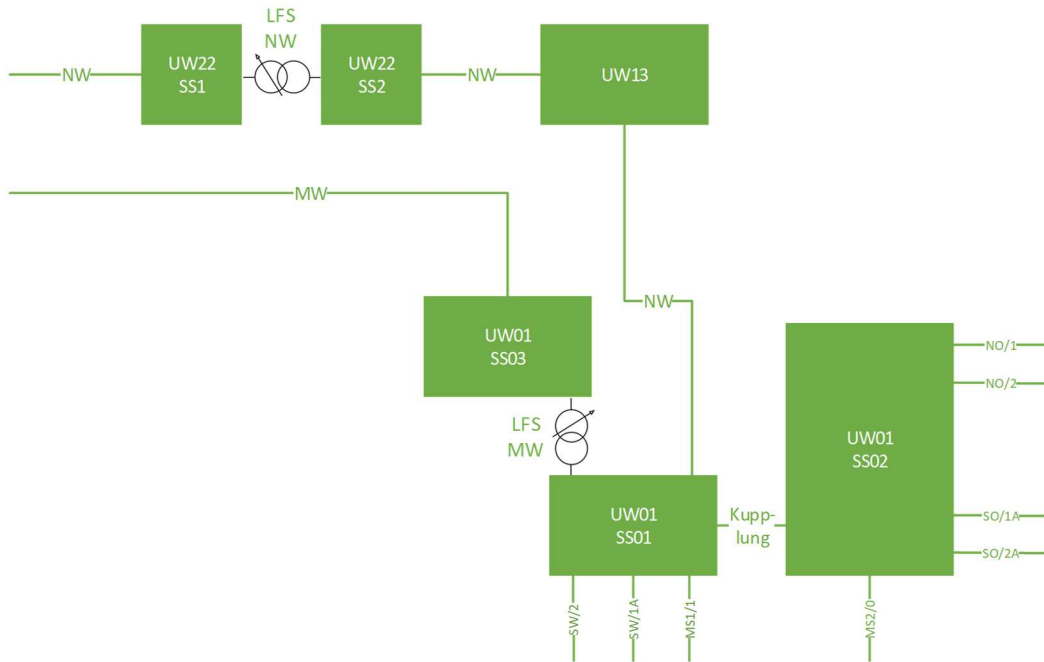 LFS
NW
NW
UW22
SS1
UW22
SS2
NW
UW13
MW
UW01
SS03
NW
LFS
MW
UW01
SS01
Kupp-
lung
UW01
SS02
NO/1
NO/2
SO/1A
SO/2A
SW/2
SW/1A
MS1/1
MS2/0